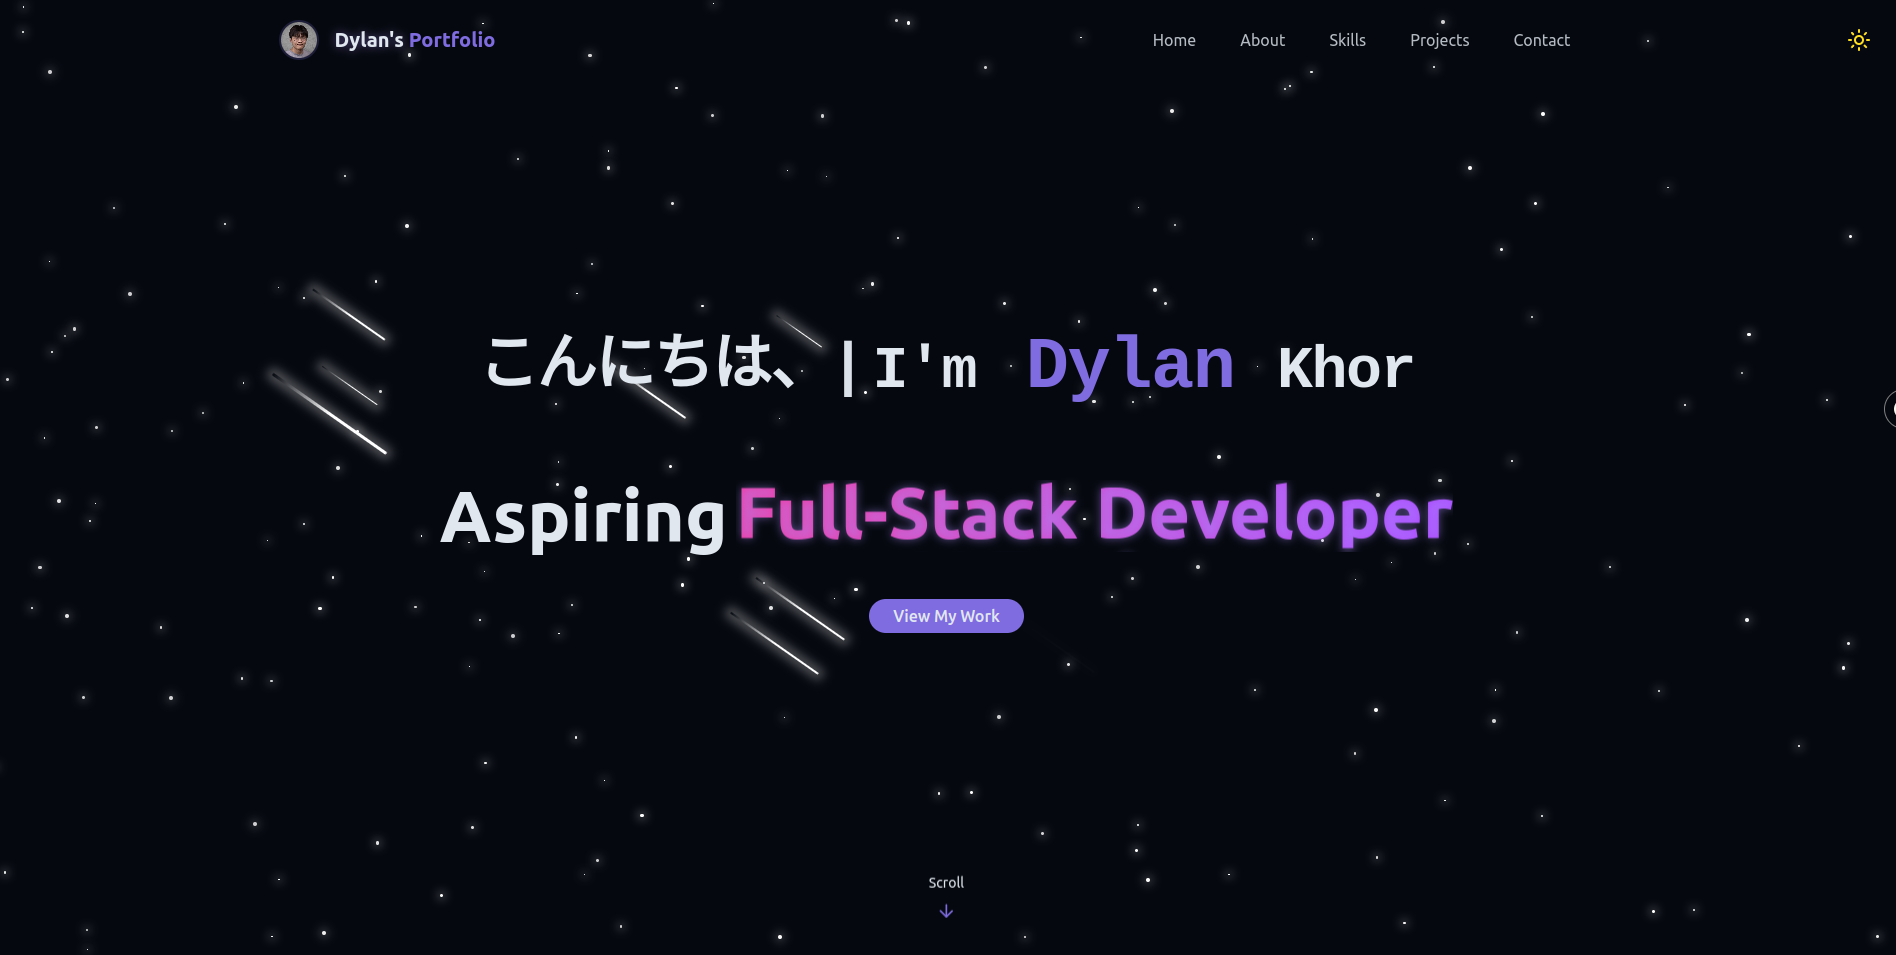 Dylan's Portfolio
Home About Skills Projects Contact
こんにちは、|I'm Dylan Khor
Aspiring Full-Stack Developer
View My Work
Scroll